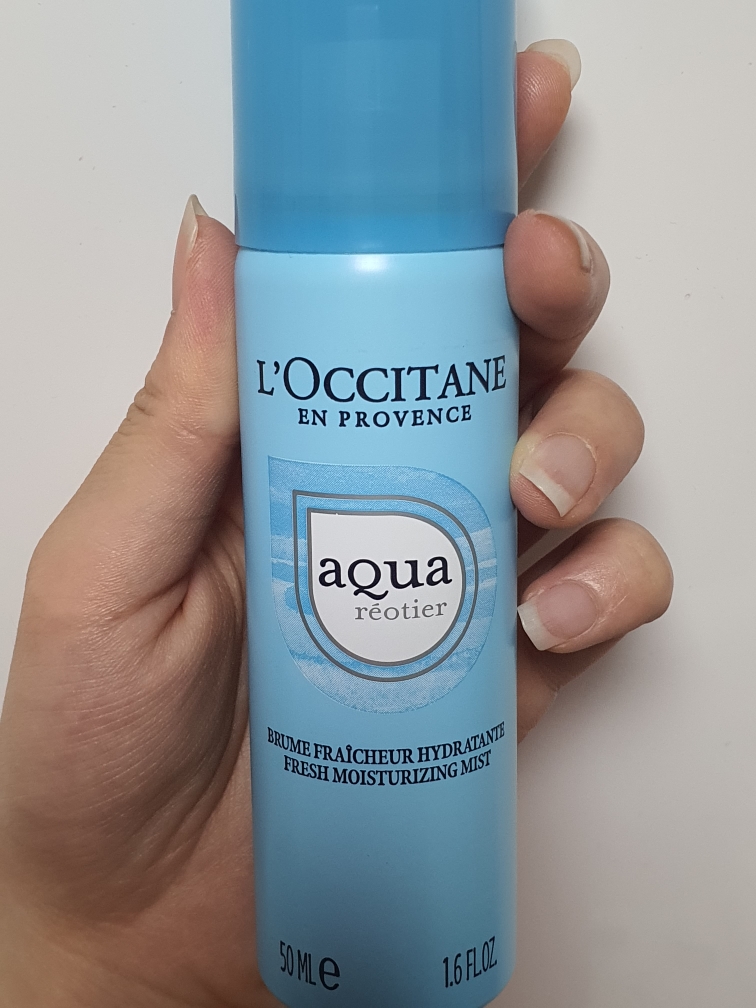 L'OCCITANE
EN PROVENCE
aqua
réotier
BRUME FRAÎCHEUR HYDRATANTE
FRESH MOISTURIZING MIST
50 ML℮ 1.6 FL.OZ.